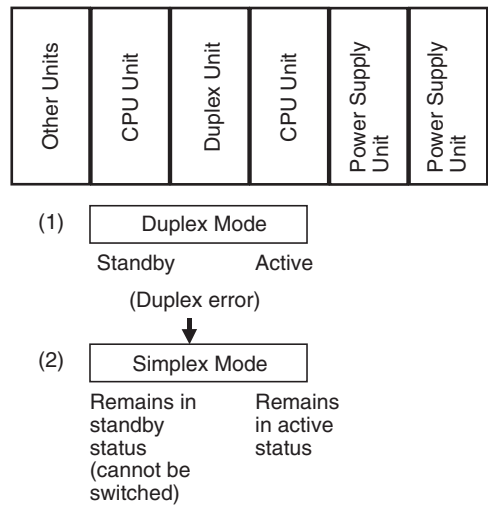 Other Units
CPU Unit
Duplex Unit
CPU Unit
Power Supply
Unit
Power Supply
Unit
(1)
Duplex Mode
Standby
Active
(Duplex error)
(2)
Simplex Mode
Remains in
standby
status
(cannot be
switched)
Remains
in active
status